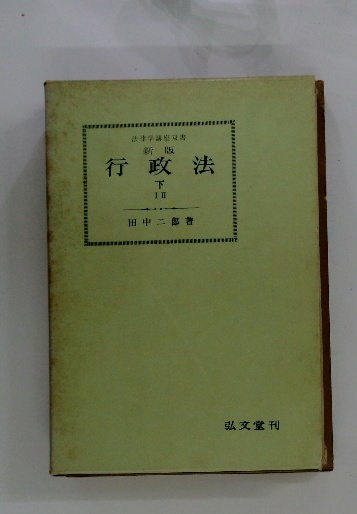 法律学講座双書
新版
行政法
下
I II
田中二郎著
弘文堂刊